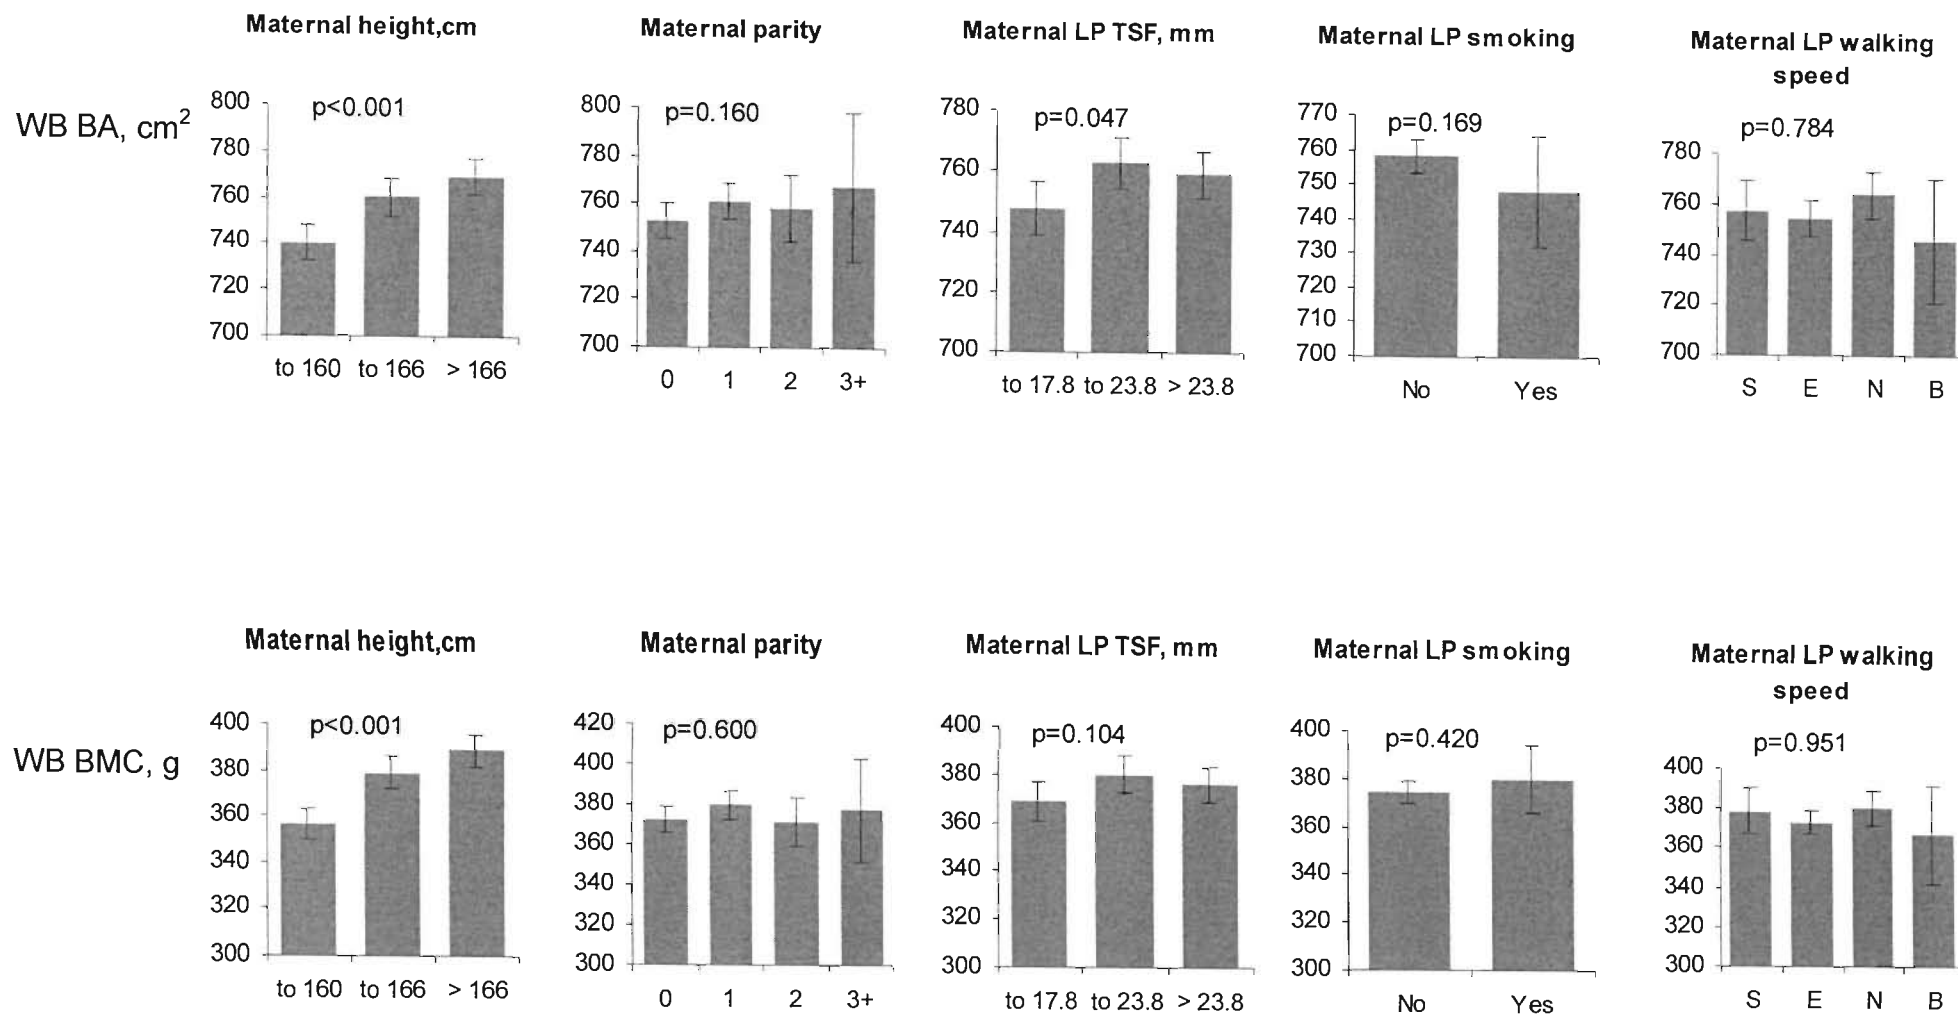 Maternal height,cm
Maternal parity
Maternal LP TSF, mm
Maternal LP smoking
Maternal LP walking
speed
WB BA, cm²
800
780
760
740
720
700
p<0.001
to 160 to 166 > 166
800
780
760
740
720
700
p=0.160
0 1 2 3+
780
760
740
720
700
p=0.047
to 17.8 to 23.8 > 23.8
770
760
750
740
730
720
710
700
p=0.169
No Yes
780
760
740
720
700
p=0.784
S E N B
Maternal height,cm
Maternal parity
Maternal LP TSF, mm
Maternal LP smoking
Maternal LP walking
speed
WB BMC, g
400
380
360
340
320
300
p<0.001
to 160 to 166 > 166
420
400
380
360
340
320
300
p=0.600
0 1 2 3+
400
380
360
340
320
300
p=0.104
to 17.8 to 23.8 > 23.8
400
380
360
340
320
300
p=0.420
No Yes
400
380
360
340
320
300
p=0.951
S E N B